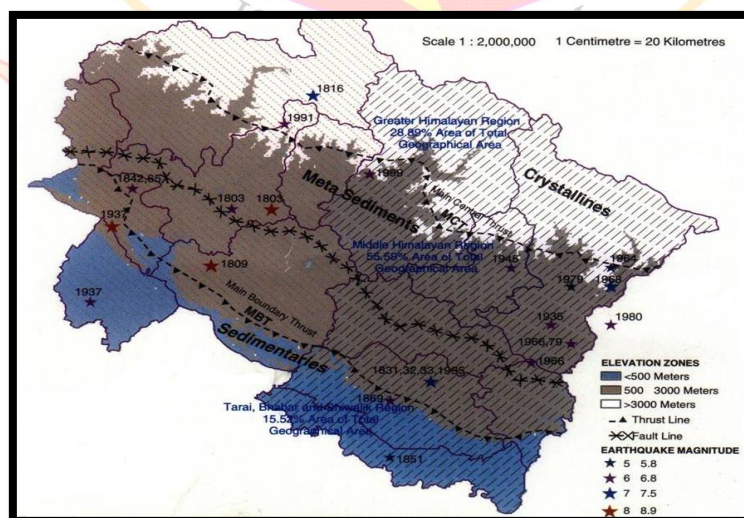 Scale 1 : 2,000,000 1 Centimetre = 20 Kilometres
1816
1991
Greater Himalayan Region
28.89% Area of Total
Geographical Area
1999
Crystallines
1842,65
1803
1803
Meta Sediments
Main Central Thrust
MCT
1937
Middle Himalayan Region
55.59% Area of Total
Geographical Area
1945
1964
1979
1968
1809
1937
Main Boundary Thrust
MBT
1935
1980
Sedimentaries
1966,79
1966
1831,32,33,1985
1869
Tarai, Bhabar and Shiwalik Region
15.52% Area of Total
Geographical Area
1851
ELEVATION ZONES
<500 Meters
500 3000 Meters
>3000 Meters
Thrust Line
Fault Line
EARTHQUAKE MAGNITUDE
5 5.8
6 6.8
7 7.5
8 8.9